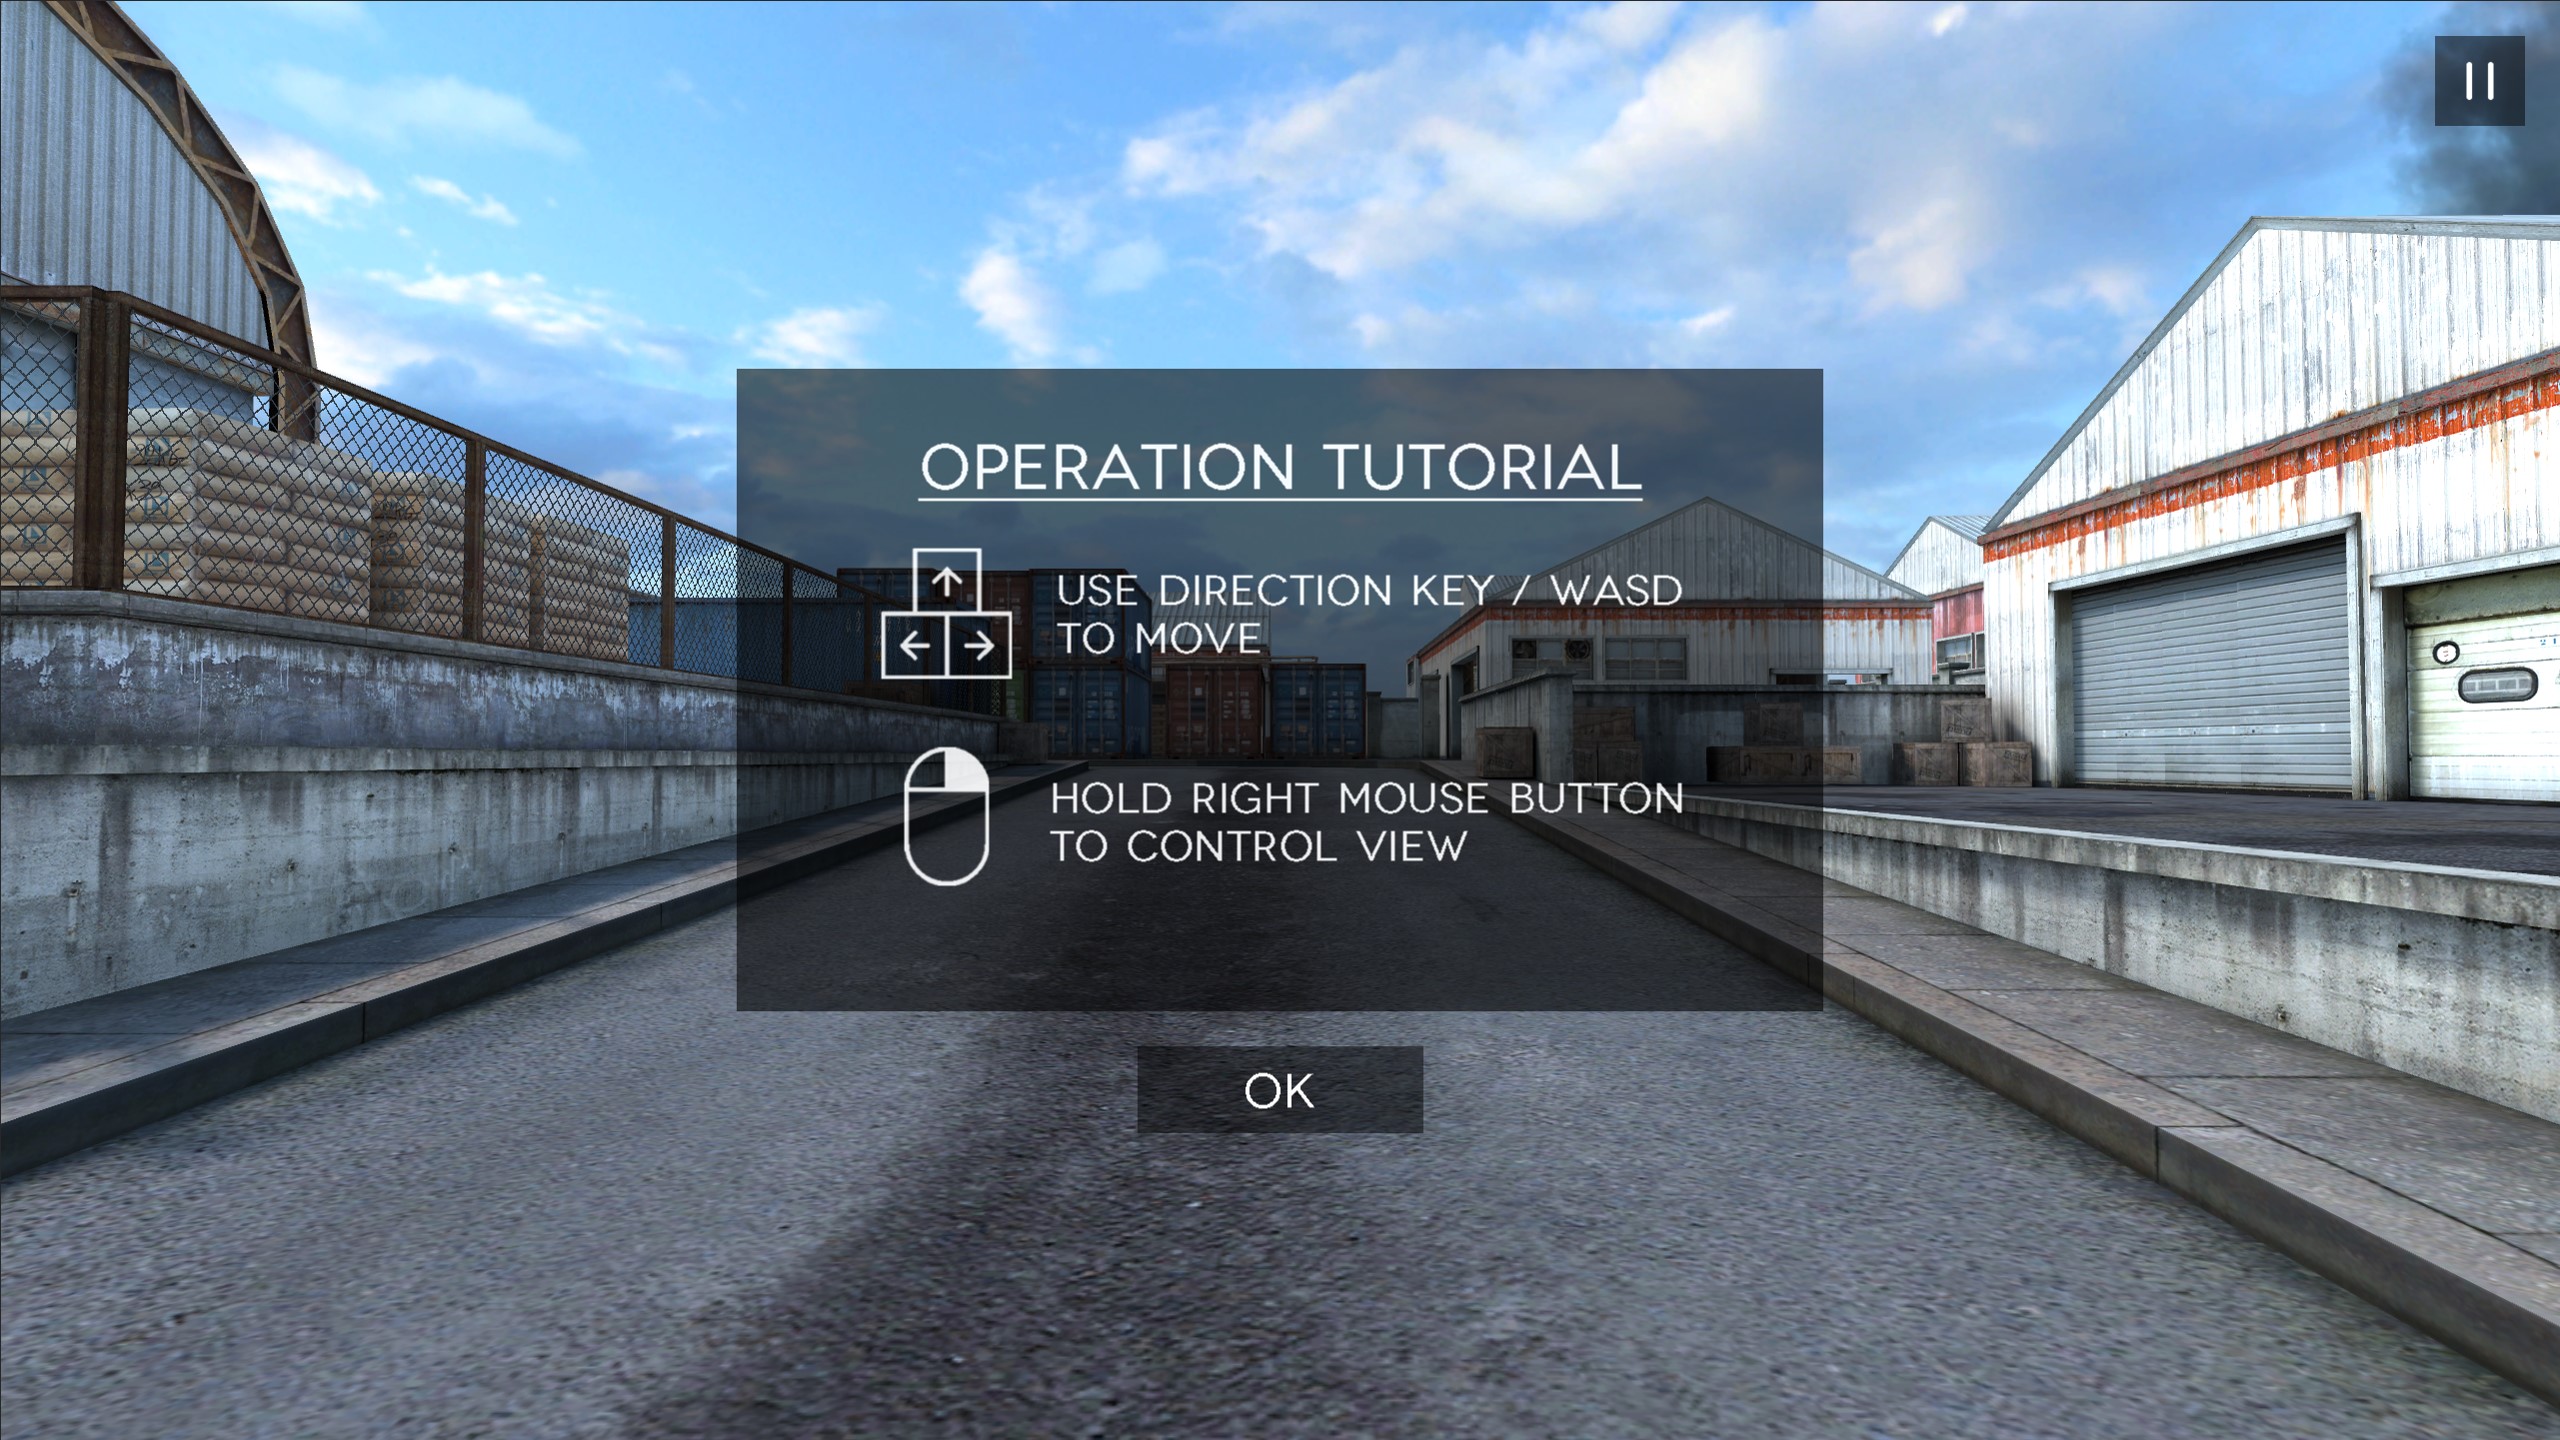 OPERATION TUTORIAL
USE DIRECTION KEY / WASD
TO MOVE
HOLD RIGHT MOUSE BUTTON
TO CONTROL VIEW
OK